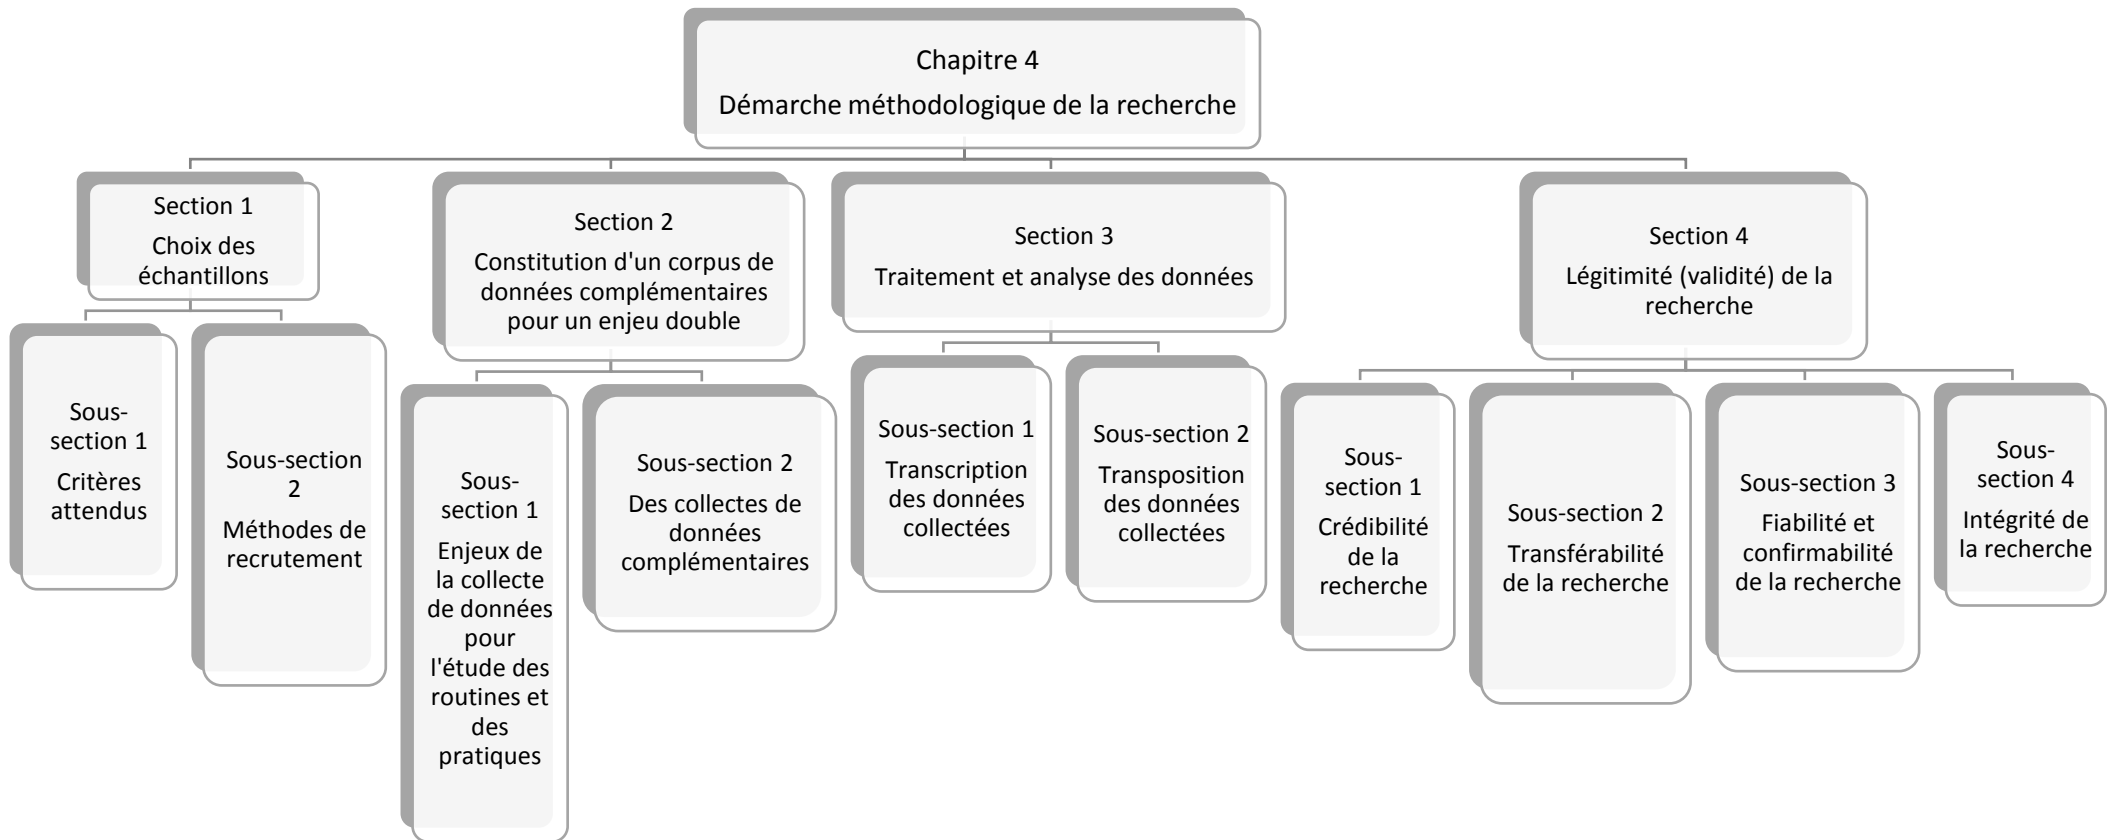 Chapitre 4
Démarche méthodologique de la recherche
Section 1
Choix des
échantillons
Sous-
section 1
Critères
attendus
Sous-section
2
Méthodes de
recrutement
Section 2
Constitution d'un corpus de
données complémentaires
pour un enjeu double
Sous-
section 1
Enjeux de
la collecte
de données
pour
l'étude des
routines et
des
pratiques
Sous-section 2
Des collectes de
données
complémentaires
Section 3
Traitement et analyse des données
Sous-section 1
Transcription
des données
collectées
Sous-section 2
Transposition
des données
collectées
Section 4
Légitimité (validité) de la
recherche
Sous-
section 1
Crédibilité
de la
recherche
Sous-section 2
Transférabilité
de la recherche
Sous-section 3
Fiabilité et
confirmabilité
de la recherche
Sous-
section 4
Intégrité de
la recherche